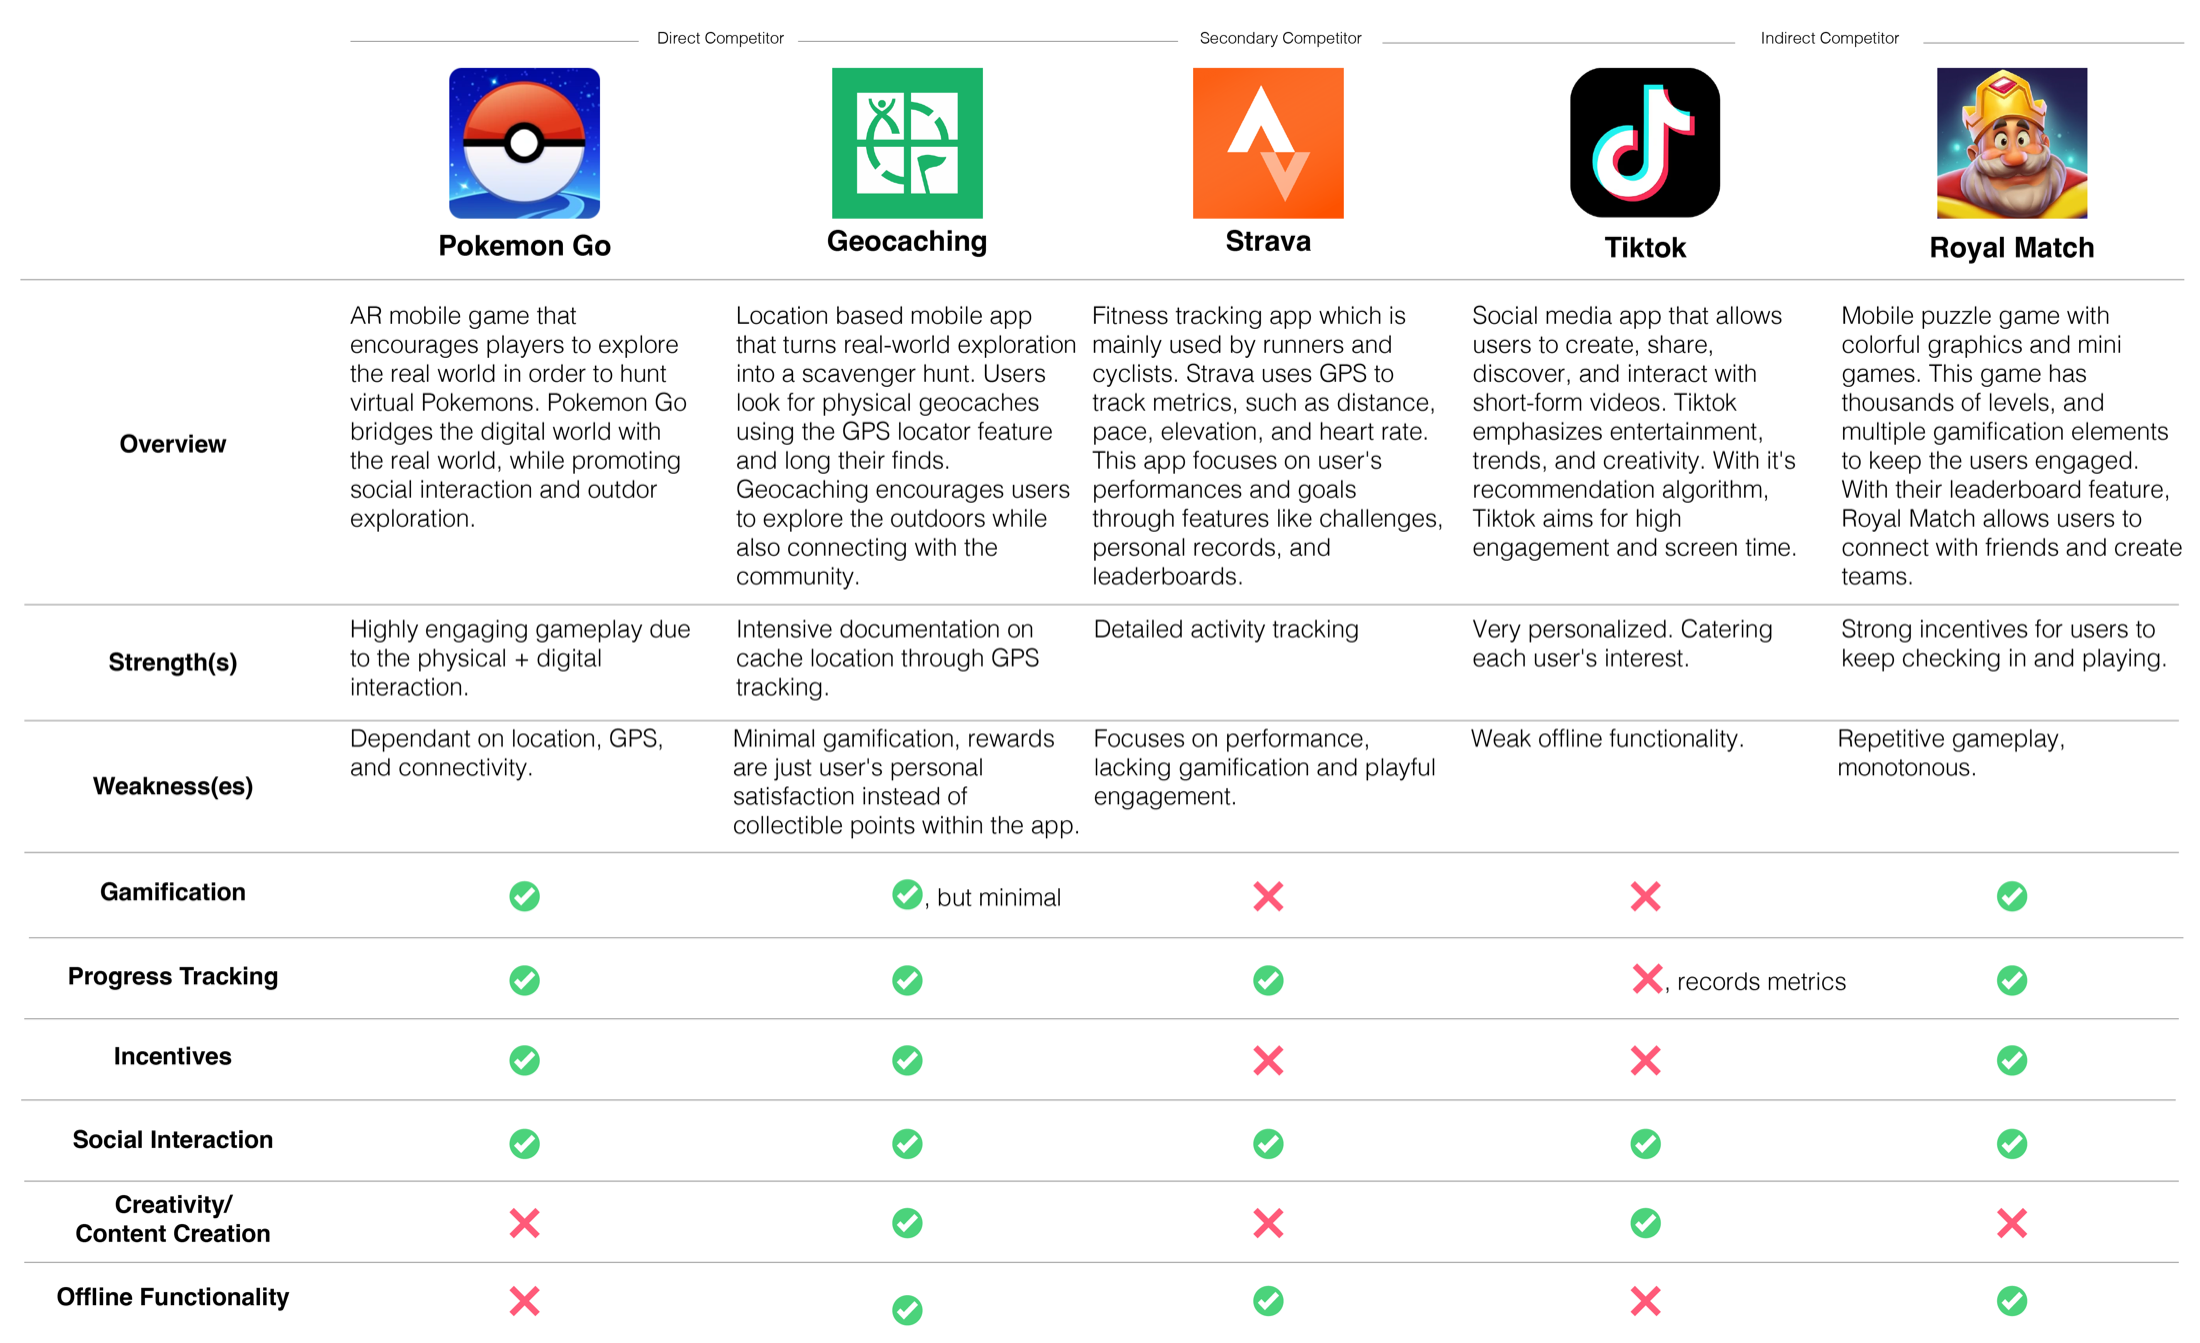 Direct Competitor
Secondary Competitor
Indirect Competitor
Pokemon Go
Geocaching
Strava
Tiktok
Royal Match
Overview
AR mobile game that
encourages players to explore
the real world in order to hunt
virtual Pokemons. Pokemon Go
bridges the digital world with
the real world, while promoting
social interaction and outdor
exploration.
Location based mobile app
that turns real-world exploration
into a scavenger hunt. Users
look for physical geocaches
using the GPS locator feature
and long their finds.
Geocaching encourages users
to explore the outdoors while
also connecting with the
community.
Fitness tracking app which is
mainly used by runners and
cyclists. Strava uses GPS to
track metrics, such as distance,
pace, elevation, and heart rate.
This app focuses on user's
performances and goals
through features like challenges,
personal records, and
leaderboards.
Social media app that allows
users to create, share,
discover, and interact with
short-form videos. Tiktok
emphasizes entertainment,
trends, and creativity. With it's
recommendation algorithm,
Tiktok aims for high
engagement and screen time.
Mobile puzzle game with
colorful graphics and mini
games. This game has
thousands of levels, and
multiple gamification elements
to keep the users engaged.
With their leaderboard feature,
Royal Match allows users to
connect with friends and create
teams.
Strength(s)
Highly engaging gameplay due
to the physical + digital
interaction.
Intensive documentation on
cache location through GPS
tracking.
Detailed activity tracking
Very personalized. Catering
each user's interest.
Strong incentives for users to
keep checking in and playing.
Weakness(es)
Dependant on location, GPS,
and connectivity.
Minimal gamification, rewards
are just user's personal
satisfaction instead of
collectible points within the app.
Focuses on performance,
lacking gamification and playful
engagement.
Weak offline functionality.
Repetitive gameplay,
monotonous.
Gamification
, but minimal
Progress Tracking
, records metrics
Incentives
Social Interaction
Creativity/
Content Creation
Offline Functionality